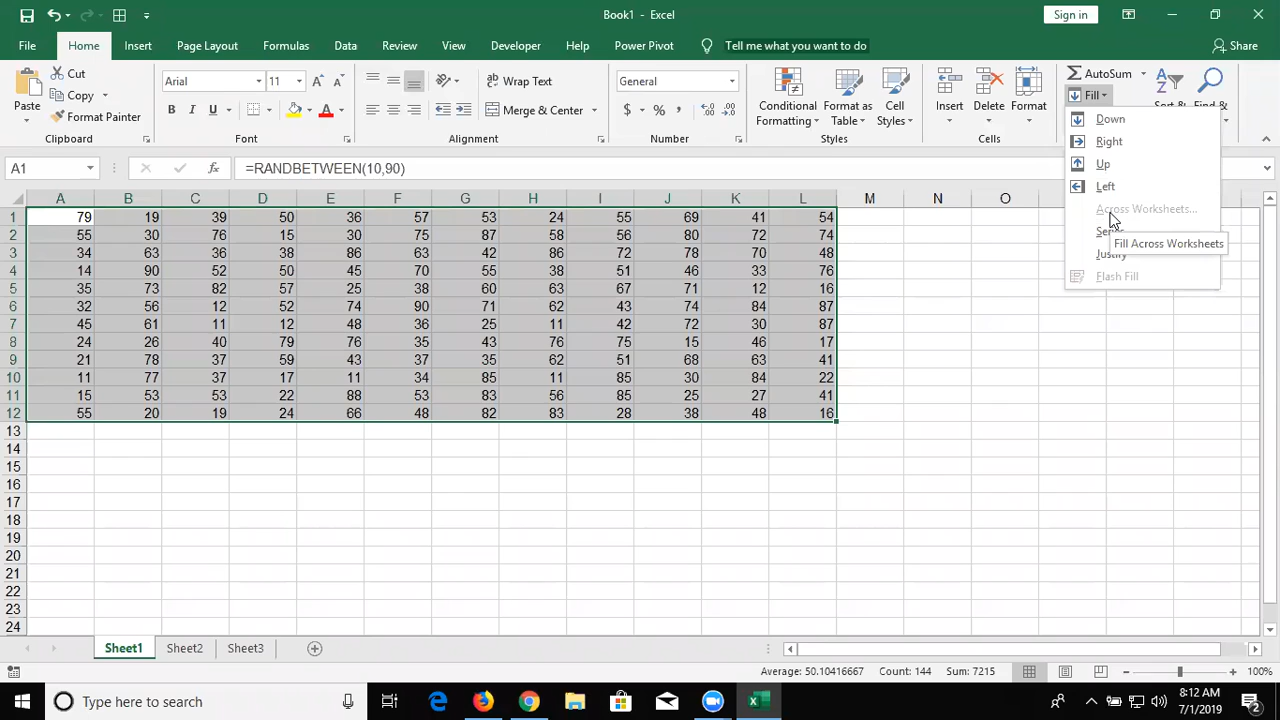 Book1 - Excel
Sign in
File Home Insert Page Layout Formulas Data Review View Developer Help Power Pivot Tell me what you want to do Share
Paste
Cut
Copy
Format Painter
Clipboard
Arial 11
B I U
Font
Wrap Text
Merge & Center
Alignment
General
$ % ,
Number
Conditional Formatting
Format as Table
Cell Styles
Styles
Insert
Delete
Format
Cells
AutoSum
Fill
Down
Right
Up
Left
Across Worksheets...
Fill Across Worksheets
Justify
Flash Fill
A1 fx =RANDBETWEEN(10,90)
A B C D E F G H I J K L M N O
1 79 19 39 50 36 57 53 24 55 69 41 54
2 55 30 76 15 30 75 87 58 56 80 72 74
3 34 63 36 38 86 63 42 86 72 78 70 48
4 14 90 52 50 45 70 55 38 51 46 33 76
5 35 73 82 57 25 38 60 63 67 71 12 16
6 32 56 12 52 74 90 71 62 43 74 84 87
7 45 61 11 12 48 36 25 11 42 72 30 87
8 24 26 40 79 76 35 43 76 75 15 46 17
9 21 78 37 59 43 37 35 62 51 68 63 41
10 11 77 37 17 11 34 85 11 85 30 84 22
11 15 53 53 22 88 53 83 56 85 25 27 41
12 55 20 19 24 66 48 82 83 28 38 48 16
13
14
15
16
17
18
19
20
21
22
23
24
Sheet1 Sheet2 Sheet3
Average: 50.10416667 Count: 144 Sum: 7215 100%
Type here to search
8:12 AM
7/1/2019
2